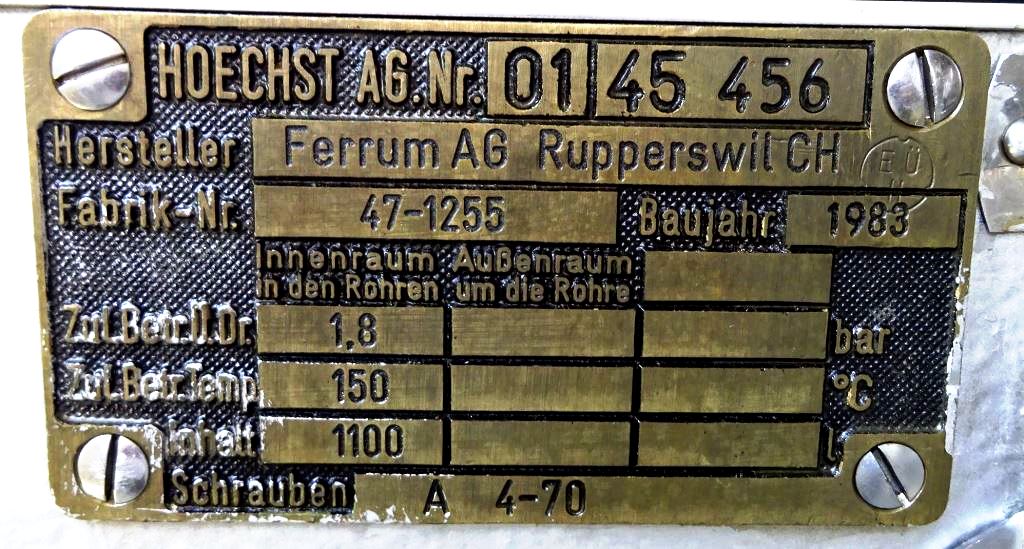 HOECHST AG. Nr. 01 45 456
Hersteller Ferrum AG Rupperswil CH
EÜ
Fabrik-Nr. 47-1255 Baujahr 1983
Innenraum Außenraum
in den Rohren um die Rohre
Zul.Betr.Ü.Dr. 1,8 bar
Zul.Betr.Temp. 150 °C
Inhalt 1100 l
Schrauben A 4-70